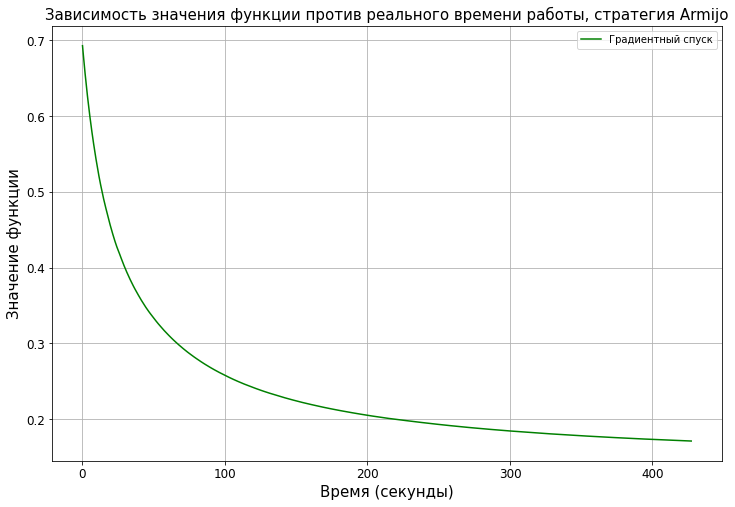 Зависимость значения функции против реального времени работы, стратегия Armijo
Градиентный спуск
0.7
0.6
0.5
0.4
0.3
0.2
Значение функции
0
100
200
300
400
Время (секунды)